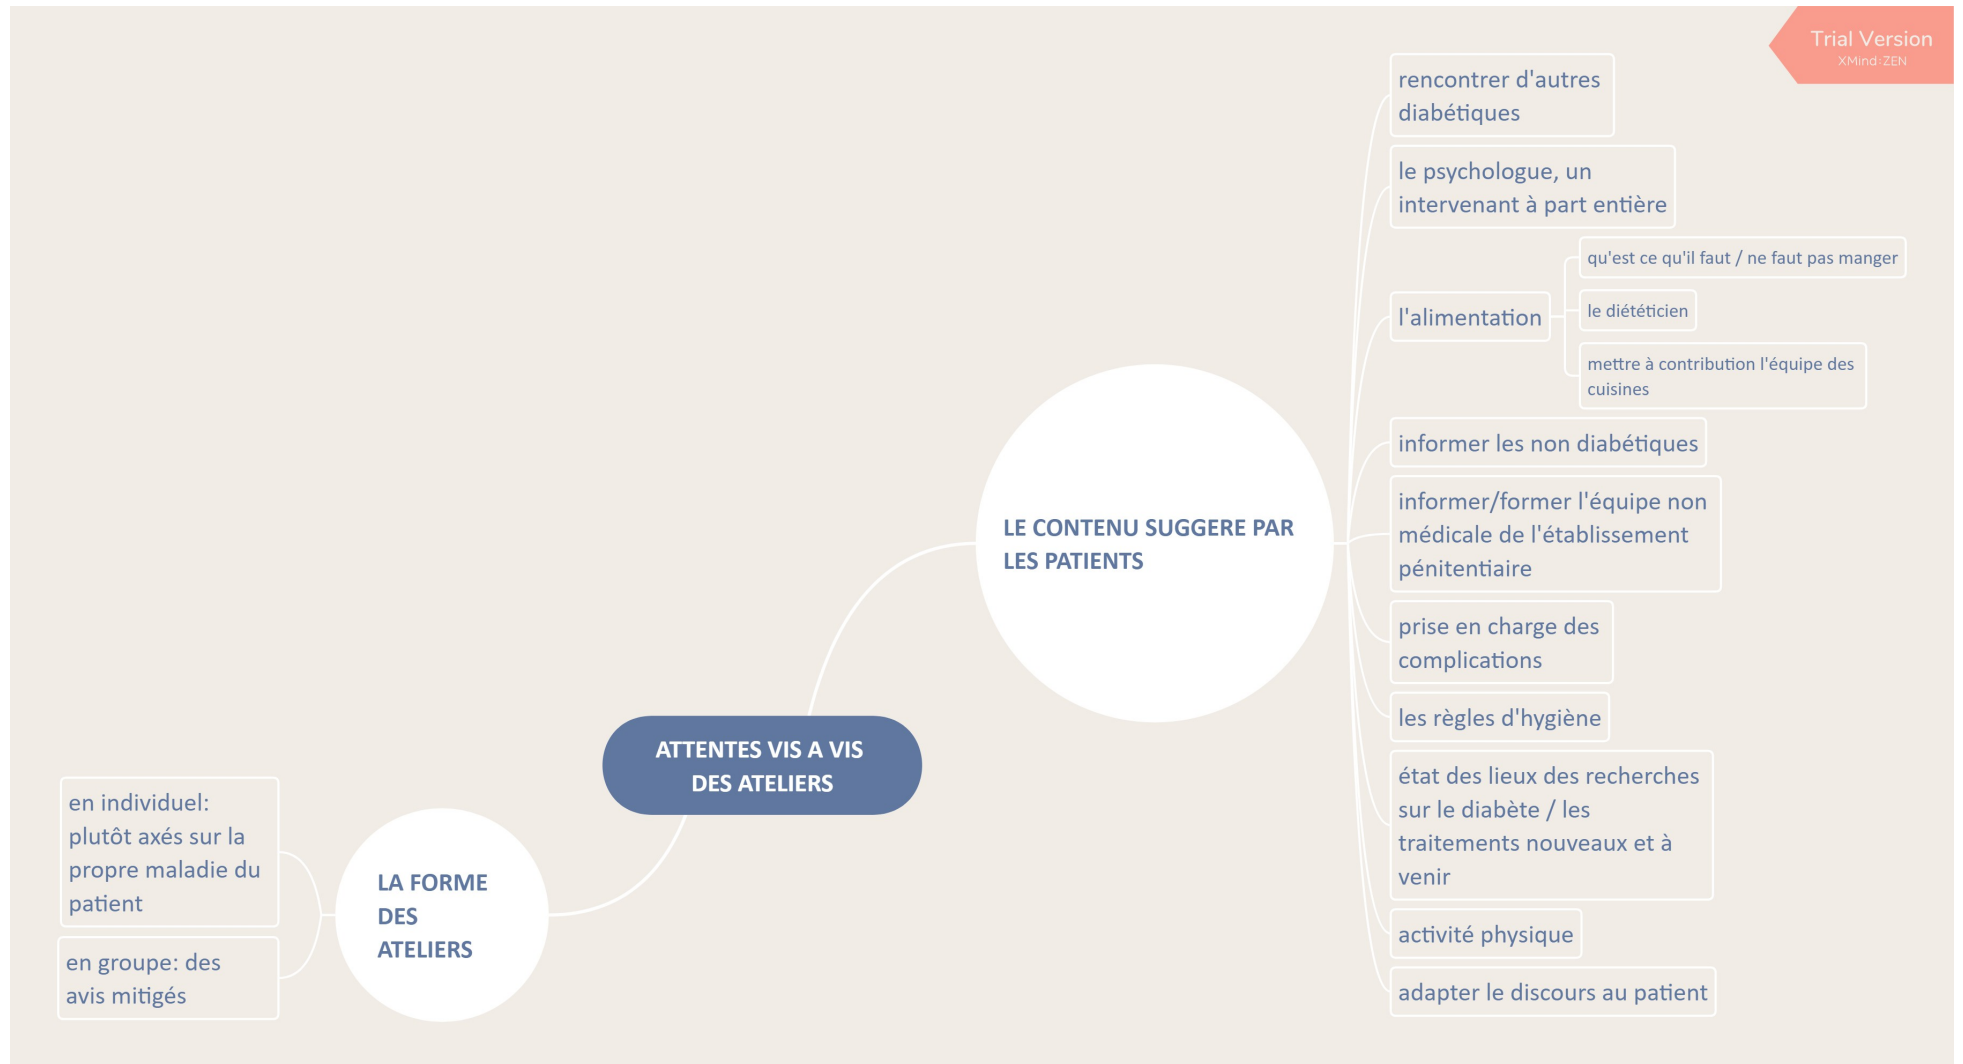 Trial Version
XMind:ZEN
rencontrer d'autres
diabétiques
le psychologue, un
intervenant à part entière
qu'est ce qu'il faut / ne faut pas manger
l'alimentation
le diététicien
mettre à contribution l'équipe des
cuisines
informer les non diabétiques
informer/former l'équipe non
médicale de l'établissement
pénitentiaire
LE CONTENU SUGGERE PAR
LES PATIENTS
prise en charge des
complications
les règles d'hygiène
état des lieux des recherches
sur le diabète / les
traitements nouveaux et à
venir
activité physique
adapter le discours au patient
ATTENTES VIS A VIS
DES ATELIERS
LA FORME
DES
ATELIERS
en individuel:
plutôt axés sur la
propre maladie du
patient
en groupe: des
avis mitigés